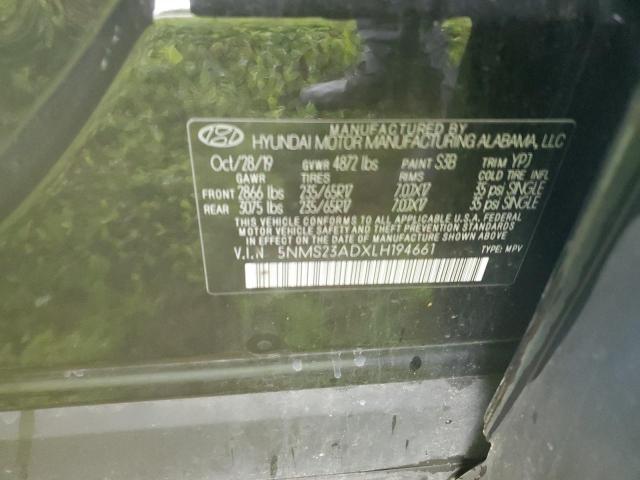 MANUFACTURED BY
HYUNDAI MOTOR MANUFACTURING ALABAMA, LLC
Oct/28/19 GVWR 4872 lbs PAINT S3B TRIM YPJ
GAWR TIRES RIMS COLD TIRE INFL
FRONT 2866 lbs 235/65R17 7.0JX17 35 psi SINGLE
REAR 3075 lbs 235/65R17 7.0JX17 35 psi SINGLE
THIS VEHICLE CONFORMS TO ALL APPLICABLE U.S.A. FEDERAL
MOTOR VEHICLE SAFETY AND THEFT PREVENTION STANDARDS
IN EFFECT ON THE DATE OF MANUFACTURE SHOWN ABOVE.
V.I.N 5NMS23ADXLH194661 TYPE: MPV